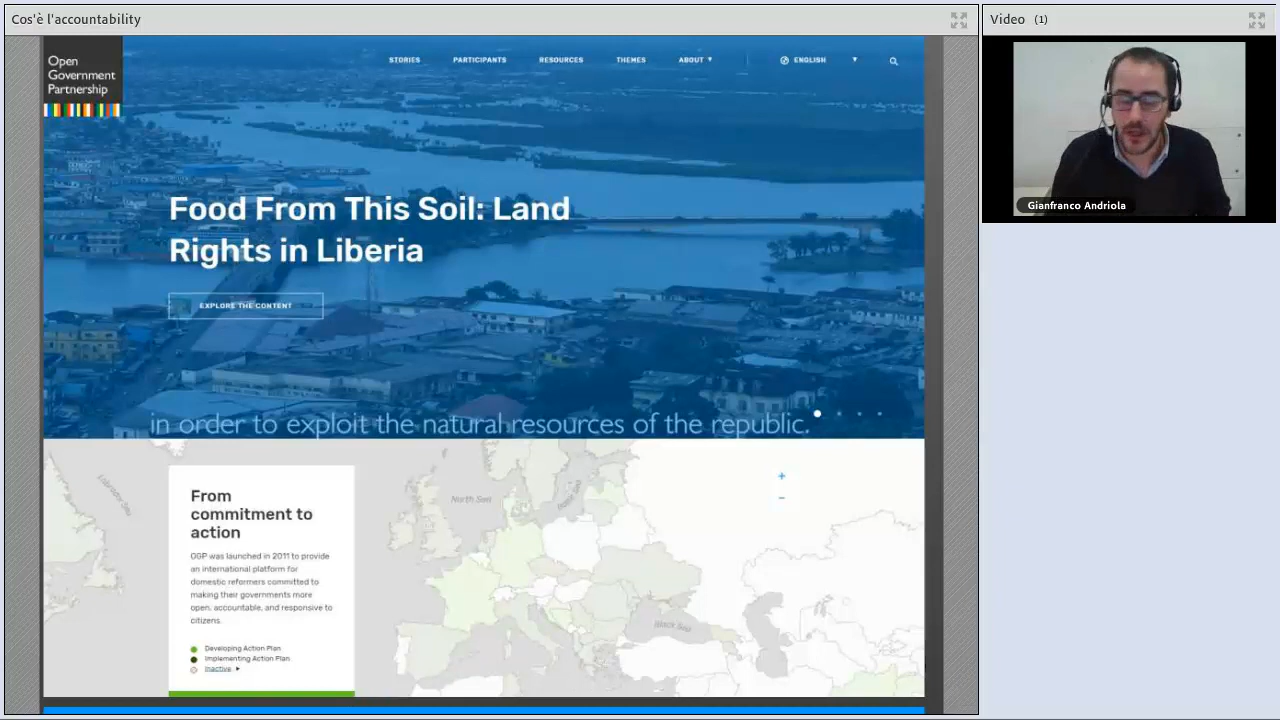 Cos'è l'accountability
Video (1)
Open
Government
Partnership
STORIES PARTICIPANTS RESOURCES THEMES ABOUT ENGLISH
Food From This Soil: Land
Rights in Liberia
EXPLORE THE CONTENT
in order to exploit the natural resources of the republic.
Gianfranco Andriola
From
commitment to
action
OGP was launched in 2011 to provide
an international platform for
domestic reformers committed to
making their governments more
open, accountable, and responsive to
citizens.
Developing Action Plan
Implementing Action Plan
Inactive
Labrador Sea
North Sea
Baltic Sea
Black Sea
+
−